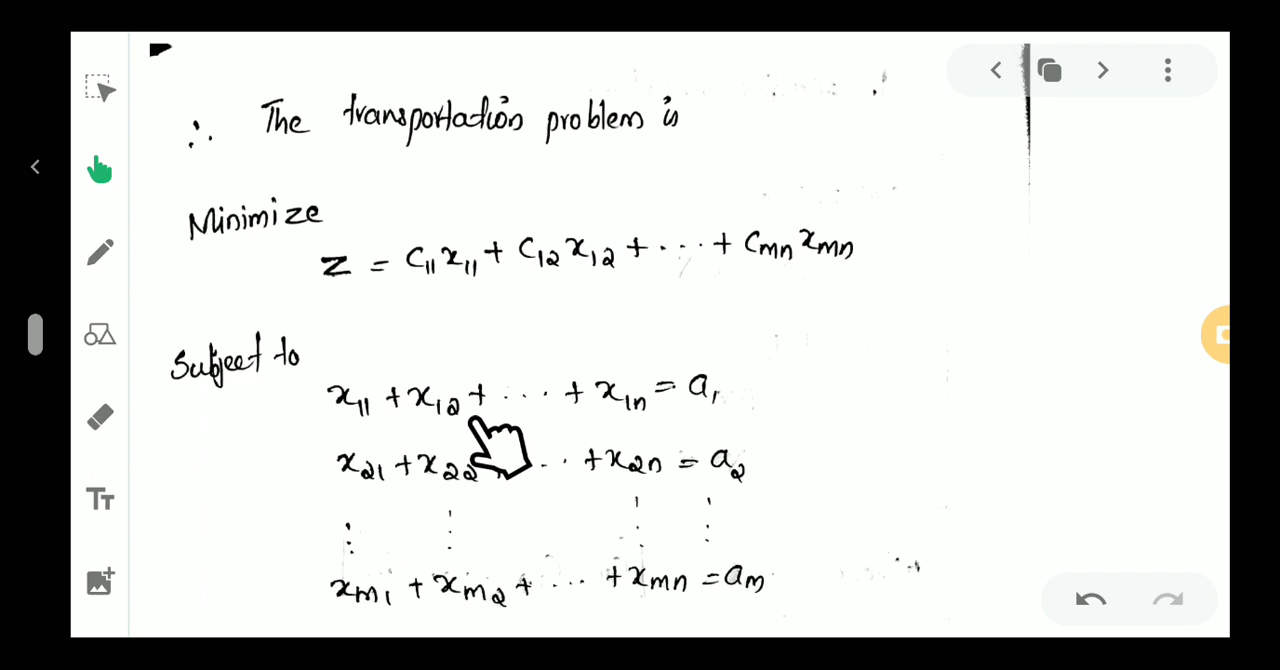 ∴ The transportation problem is
Minimize
Z = C₁₁x₁₁ + C₁₂x₁₂ + ... + Cₘₙxₘₙ
Subject to
x₁₁ + x₁₂ + ... + x₁ₙ = a₁
x₂₁ + x₂₂ + ... + x₂ₙ = a₂
⋮ ⋮ ⋮ ⋮
xₘ₁ + xₘ₂ + ... + xₘₙ = aₘ
TT